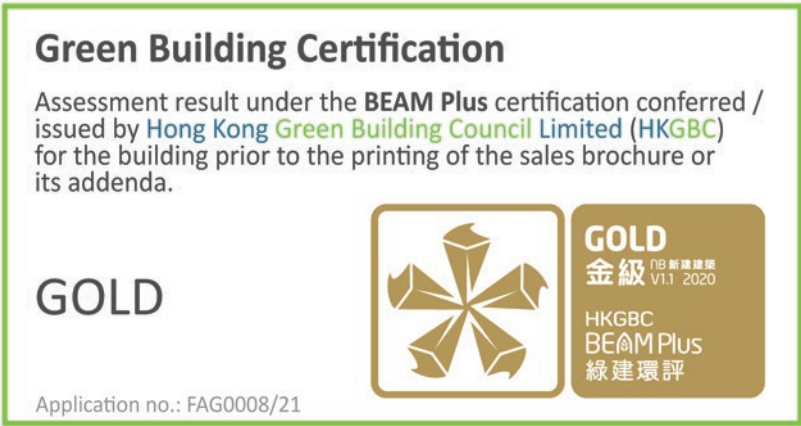 Green Building Certification
Assessment result under the BEAM Plus certification conferred /
issued by Hong Kong Green Building Council Limited (HKGBC)
for the building prior to the printing of the sales brochure or
its addenda.
GOLD
Application no.: FAG0008/21
GOLD
金級 NB 新建建築
V1.1 2020
HKGBC
BEAM Plus
綠建環評